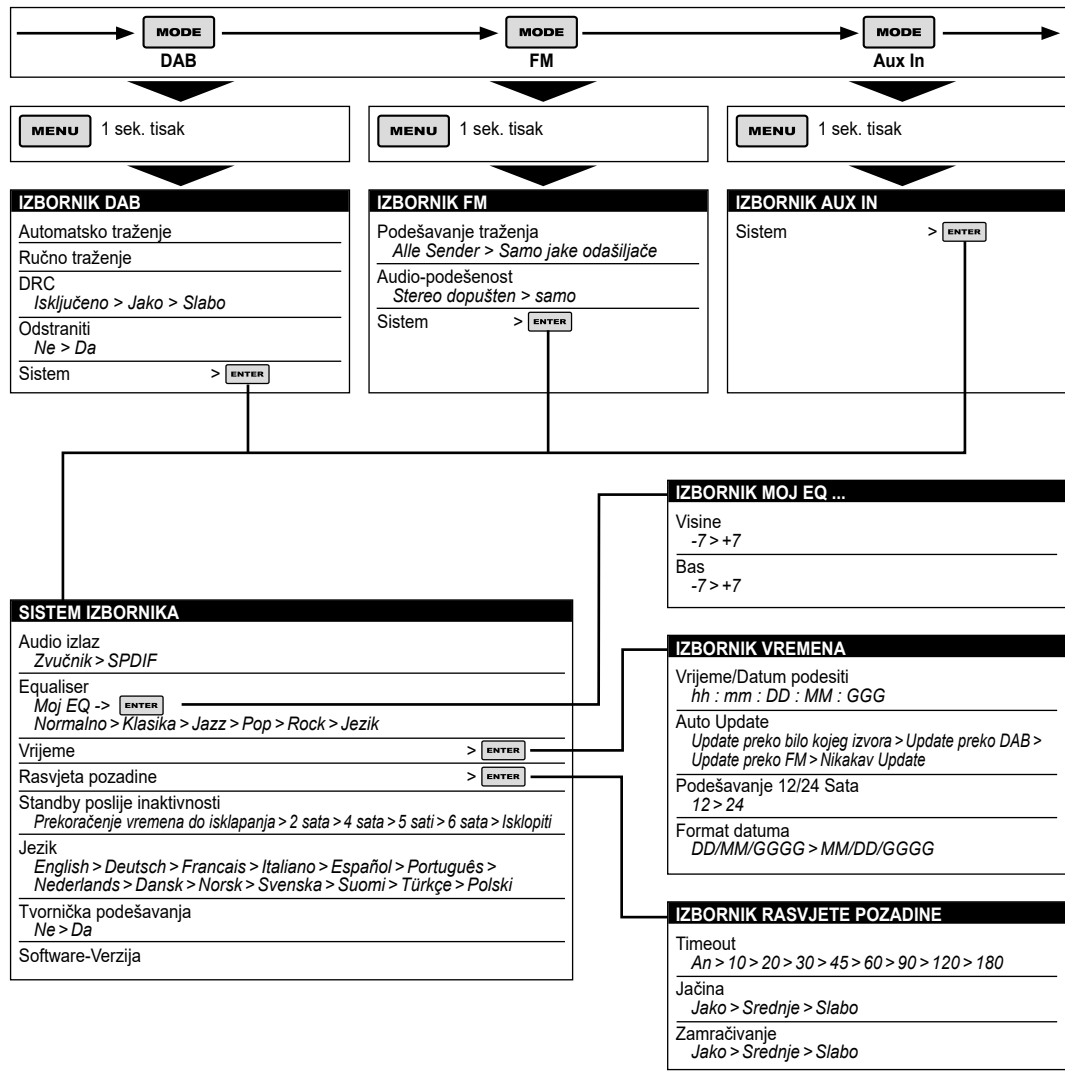 MODE
DAB
MODE
FM
MODE
Aux In
MENU 1 sek. tisak
MENU 1 sek. tisak
MENU 1 sek. tisak
IZBORNIK DAB
Automatsko traženje
Ručno traženje
DRC
Isključeno > Jako > Slabo
Odstraniti
Ne > Da
Sistem > ENTER
IZBORNIK FM
Podešavanje traženja
Alle Sender > Samo jake odašiljače
Audio-podešenost
Stereo dopušten > samo
Sistem > ENTER
IZBORNIK AUX IN
Sistem > ENTER
IZBORNIK MOJ EQ ...
Visine
-7 > +7
Bas
-7 > +7
SISTEM IZBORNIKA
Audio izlaz
Zvučnik > SPDIF
Equaliser
Moj EQ -> ENTER
Normalno > Klasika > Jazz > Pop > Rock > Jezik
Vrijeme > ENTER
Rasvjeta pozadine > ENTER
Standby poslije inaktivnosti
Prekoračenje vremena do isklapanja > 2 sata > 4 sata > 5 sati > 6 sata > Isklopiti
Jezik
English > Deutsch > Francais > Italiano > Español > Português >
Nederlands > Dansk > Norsk > Svenska > Suomi > Türkçe > Polski
Tvornička podešavanja
Ne > Da
Software-Verzija
IZBORNIK VREMENA
Vrijeme/Datum podesiti
hh : mm : DD : MM : GGG
Auto Update
Update preko bilo kojeg izvora > Update preko DAB >
Update preko FM > Nikakav Update
Podešavanje 12/24 Sata
12 > 24
Format datuma
DD/MM/GGGG > MM/DD/GGGG
IZBORNIK RASVJETE POZADINE
Timeout
An > 10 > 20 > 30 > 45 > 60 > 90 > 120 > 180
Jačina
Jako > Srednje > Slabo
Zamračivanje
Jako > Srednje > Slabo